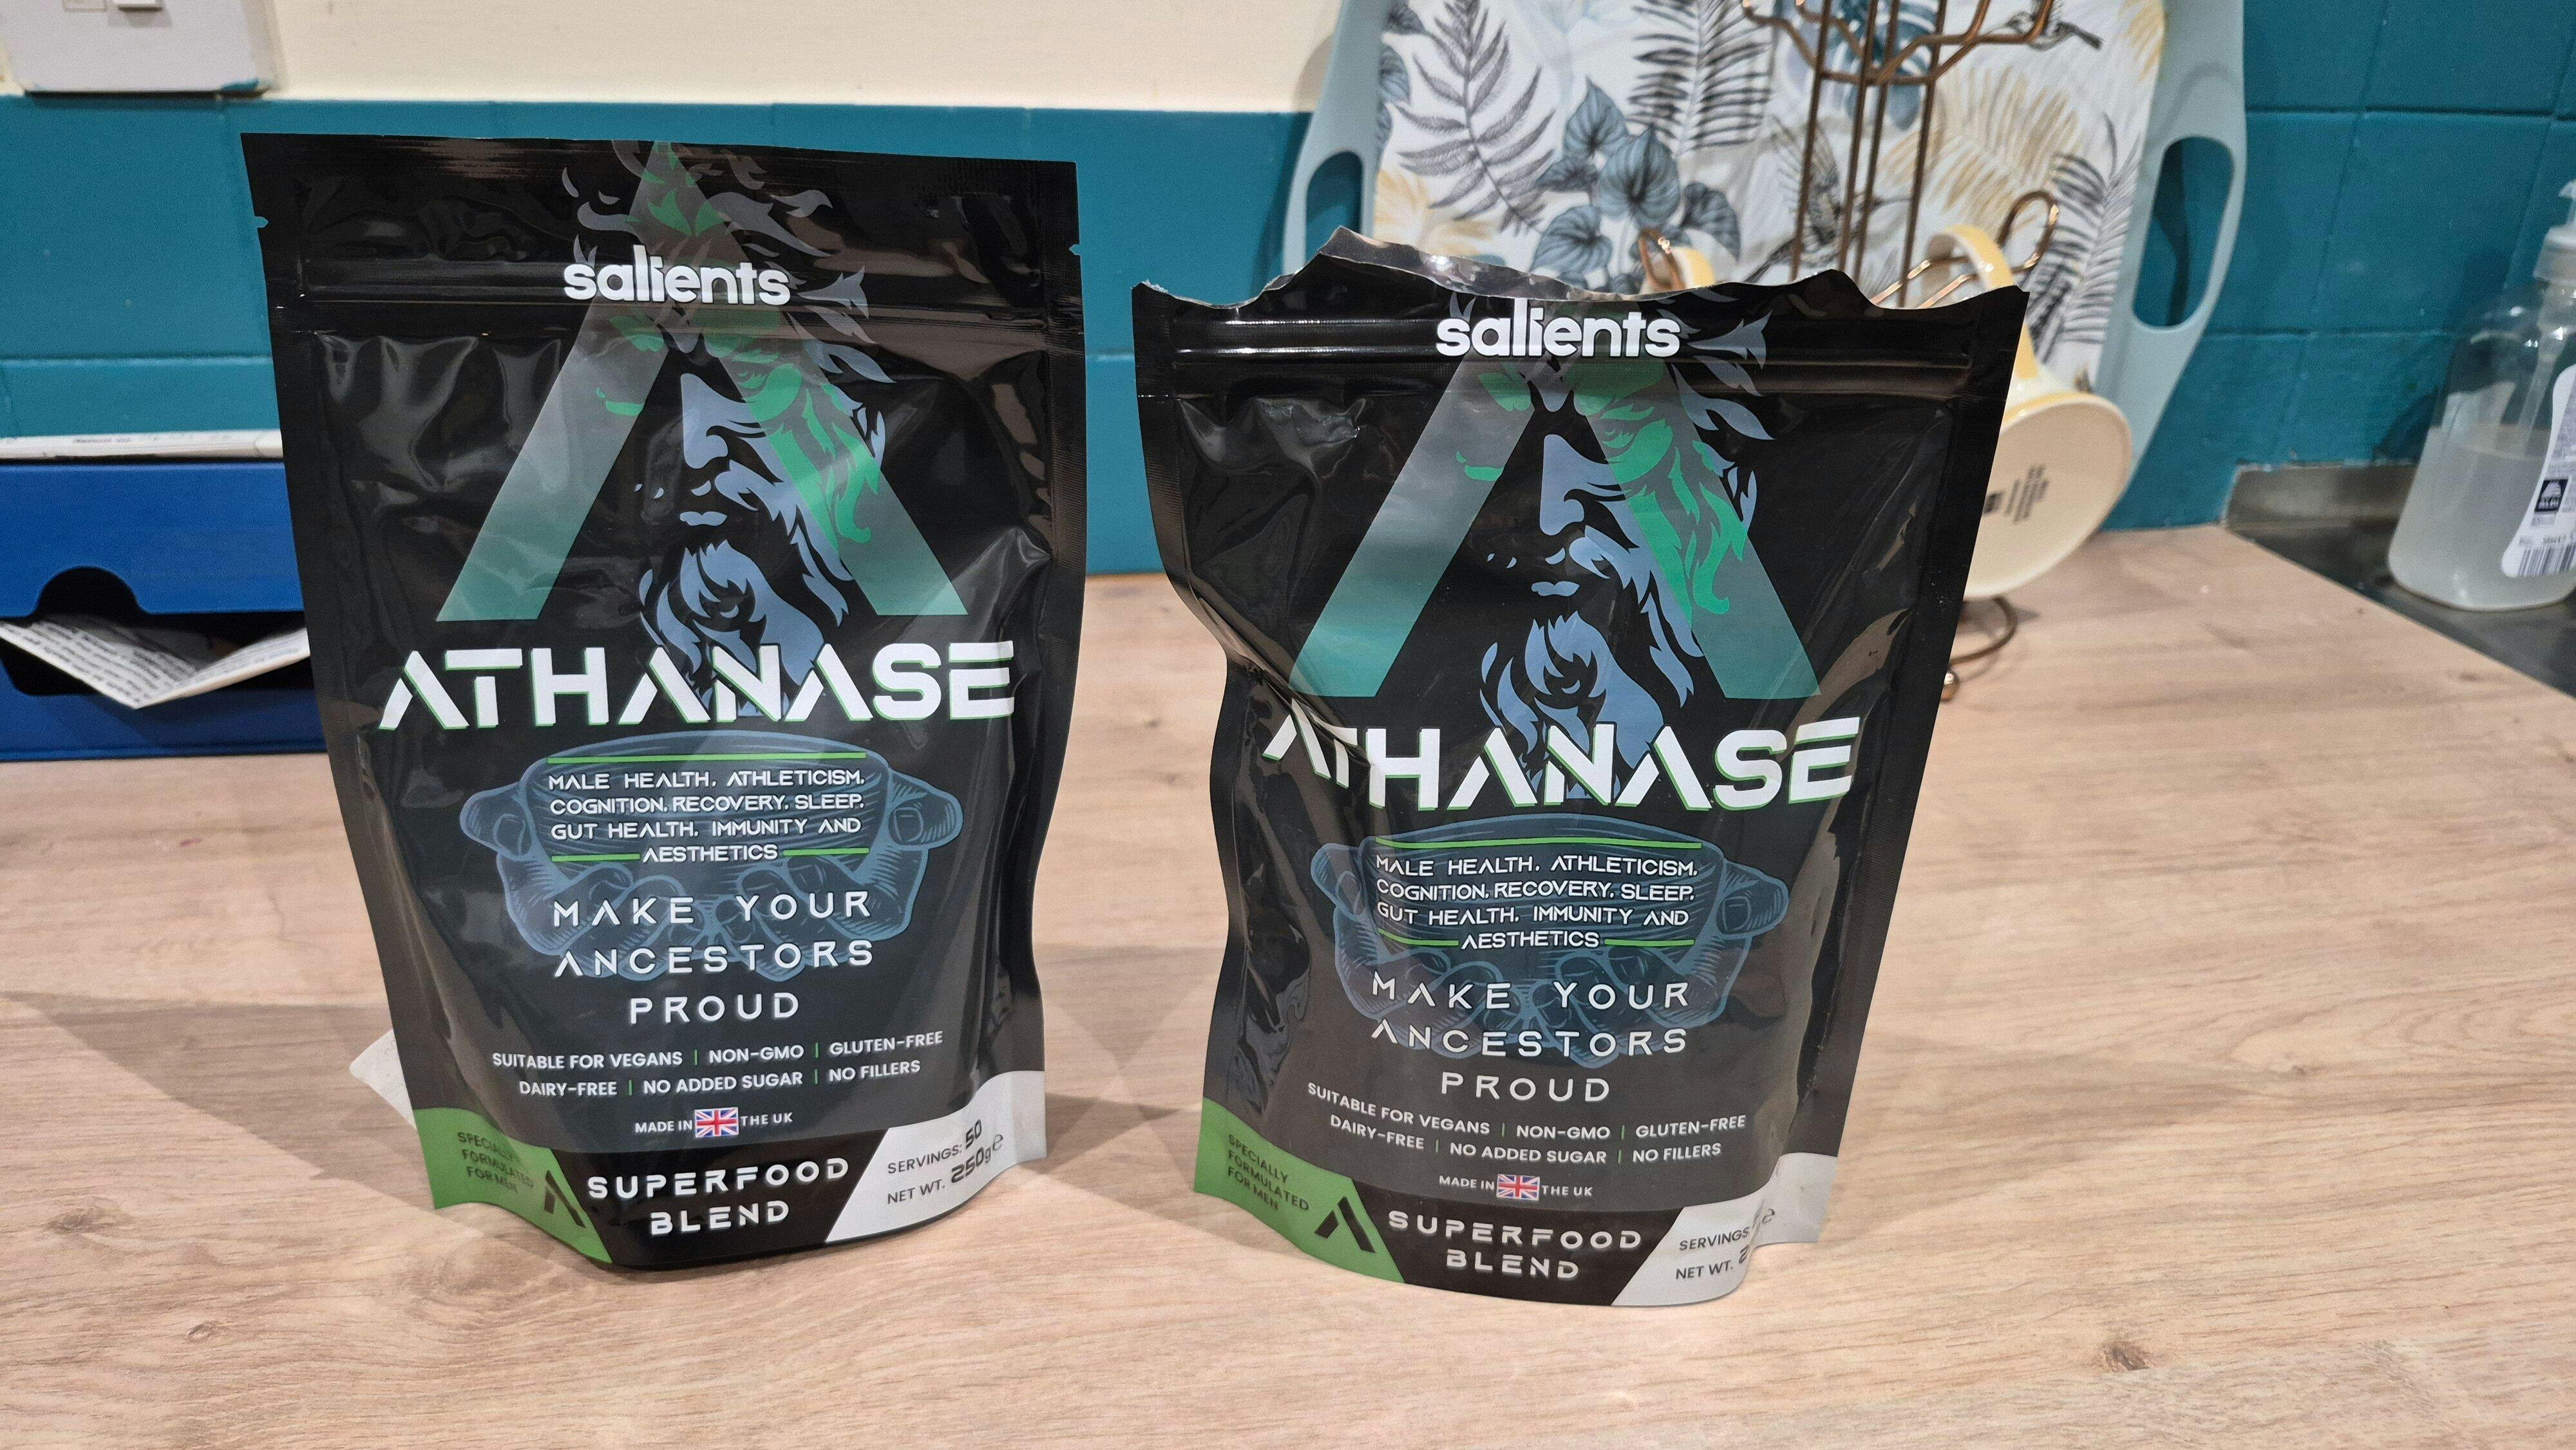 salients
ATHANASE
MALE HEALTH, ATHLETICISM,
COGNITION, RECOVERY, SLEEP,
GUT HEALTH, IMMUNITY AND
AESTHETICS
MAKE YOUR
ANCESTORS
PROUD
SUITABLE FOR VEGANS | NON-GMO | GLUTEN-FREE
DAIRY-FREE | NO ADDED SUGAR | NO FILLERS
MADE IN THE UK
SPECIALLY
FORMULATED
FOR MEN
SUPERFOOD
BLEND
SERVINGS: 50
NET WT. 250g e
salients
ATHANASE
MALE HEALTH, ATHLETICISM,
COGNITION, RECOVERY, SLEEP,
GUT HEALTH, IMMUNITY AND
AESTHETICS
MAKE YOUR
ANCESTORS
PROUD
SUITABLE FOR VEGANS | NON-GMO | GLUTEN-FREE
DAIRY-FREE | NO ADDED SUGAR | NO FILLERS
MADE IN THE UK
SPECIALLY
FORMULATED
FOR MEN
SUPERFOOD
BLEND
SERVINGS
NET WT.